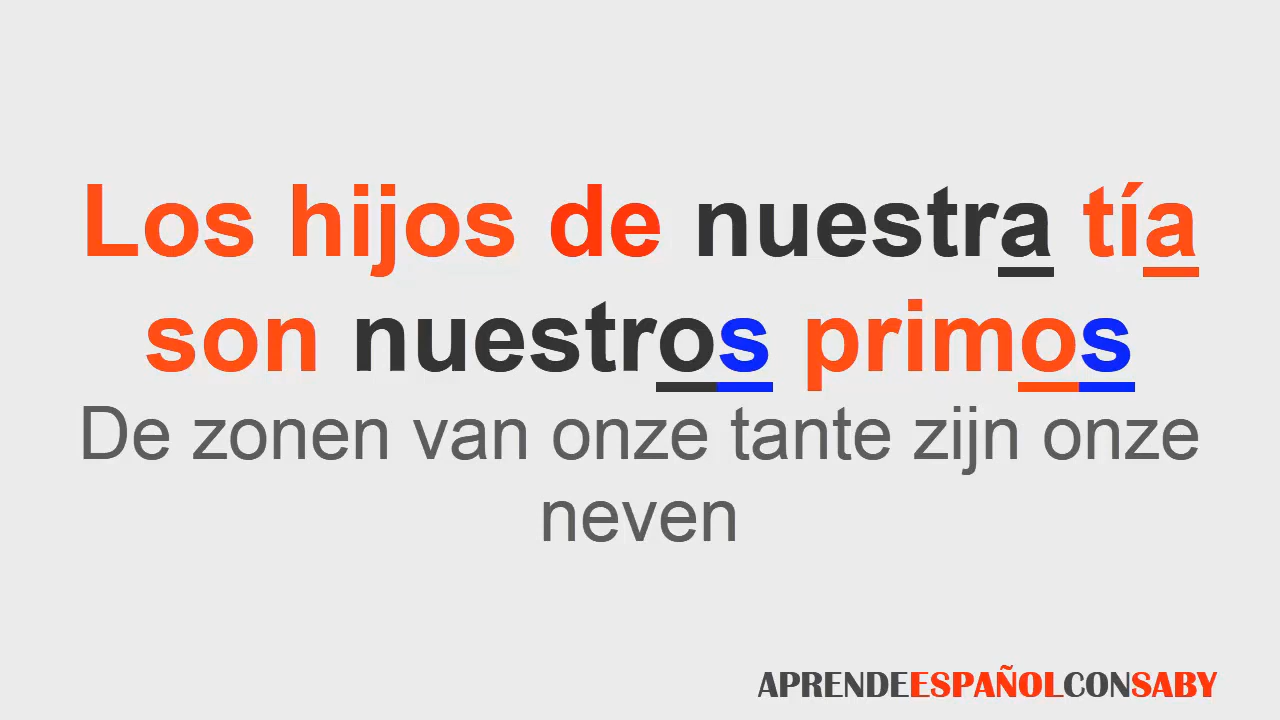 Los hijos de nuestra tía
son nuestros primos
De zonen van onze tante zijn onze
neven
APRENDEESPAÑOLCONSABY